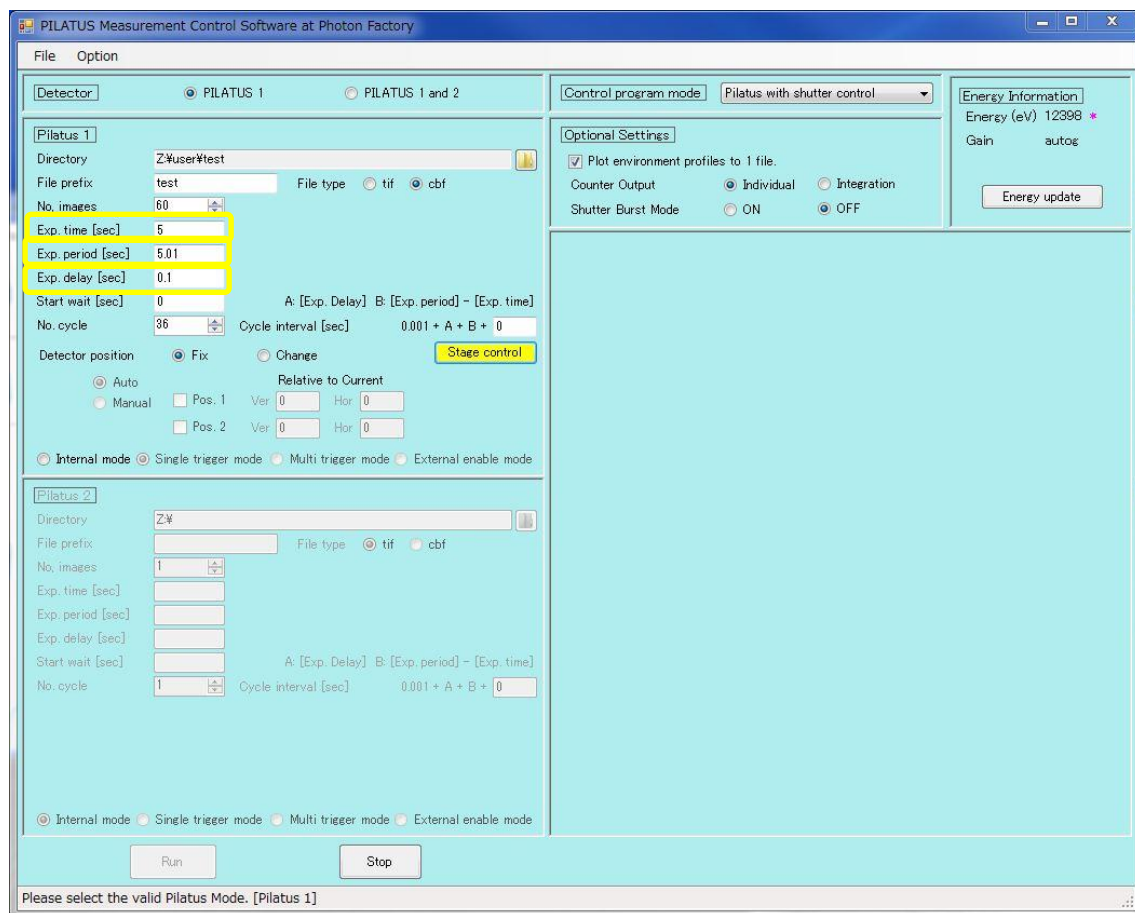 PILATUS Measurement Control Software at Photon Factory
File Option
Detector PILATUS 1 PILATUS 1 and 2
Control program mode Pilatus with shutter control
Energy Information
Energy (eV) 12398 *
Gain autog
Energy update
Pilatus 1
Directory Z:¥user¥test
File prefix test File type tif cbf
No. images 60
Exp. time [sec] 5
Exp. period [sec] 5.01
Exp. delay [sec] 0.1
Start wait [sec] 0 A: [Exp. Delay] B: [Exp. period] - [Exp. time]
No. cycle 36 Cycle interval [sec] 0.001 + A + B + 0
Detector position Fix Change Stage control
Auto Relative to Current
Manual Pos. 1 Ver 0 Hor 0
Pos. 2 Ver 0 Hor 0
Internal mode Single trigger mode Multi trigger mode External enable mode
Optional Settings
Plot environment profiles to 1 file.
Counter Output Individual Integration
Shutter Burst Mode ON OFF
Pilatus 2
Directory Z:¥
File prefix File type tif cbf
No. images 1
Exp. time [sec]
Exp. period [sec]
Exp. delay [sec]
Start wait [sec] A: [Exp. Delay] B: [Exp. period] - [Exp. time]
No. cycle 1 Cycle interval [sec] 0.001 + A + B + 0
Internal mode Single trigger mode Multi trigger mode External enable mode
Run Stop
Please select the valid Pilatus Mode. [Pilatus 1]